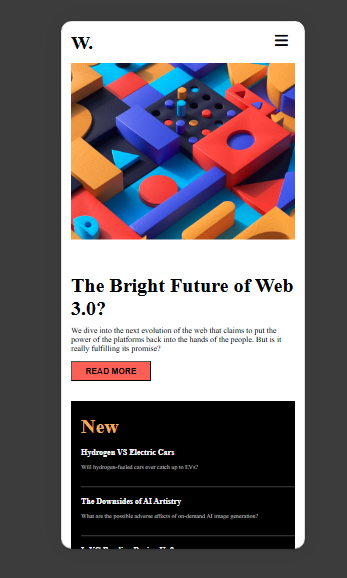 W.
The Bright Future of Web
3.0?
We dive into the next evolution of the web that claims to put the
power of the platforms back into the hands of the people. But is it
really fulfilling its promise?
READ MORE
New
Hydrogen VS Electric Cars
Will hydrogen-fueled cars ever catch up to EVs?
The Downsides of AI Artistry
What are the possible adverse effects of on-demand AI image generation?